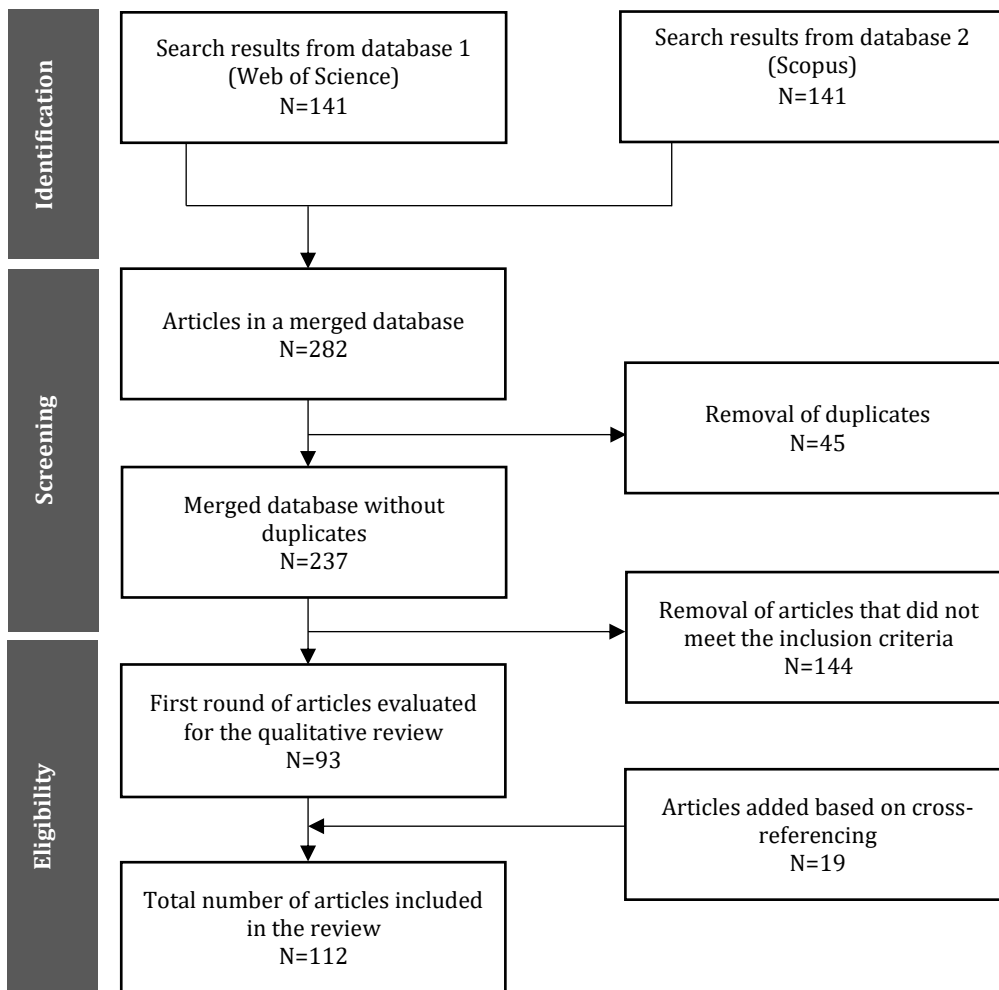 Identification
Search results from database 1
(Web of Science)
N=141
Search results from database 2
(Scopus)
N=141
Screening
Articles in a merged database
N=282
Removal of duplicates
N=45
Merged database without
duplicates
N=237
Removal of articles that did not
meet the inclusion criteria
N=144
Eligibility
First round of articles evaluated
for the qualitative review
N=93
Articles added based on cross-
referencing
N=19
Total number of articles included
in the review
N=112